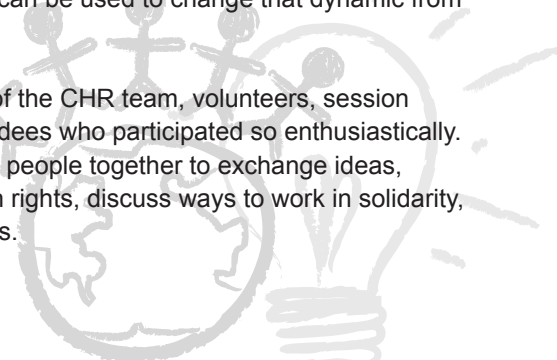 can be used to change that dynamic from
of the CHR team, volunteers, session
dees who participated so enthusiastically.
people together to exchange ideas,
rights, discuss ways to work in solidarity,
s.